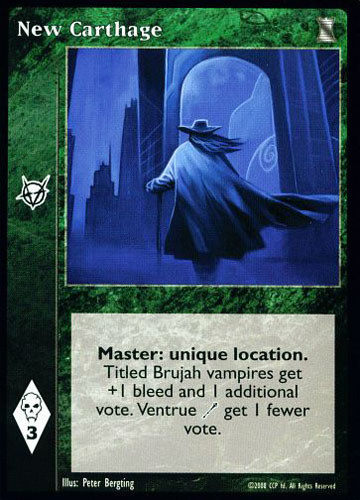 New Carthage
Master: unique location.
Titled Brujah vampires get
+1 bleed and 1 additional
vote. Ventrue get 1 fewer
vote.
3
Illus: Peter Bergting
©2008 CCP hf. All Rights Reserved